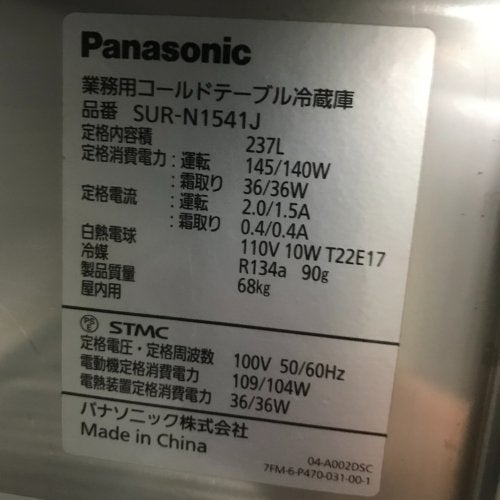 Panasonic
業務用コールドテーブル冷蔵庫
品番 SUR-N1541J
定格内容積 237L
定格消費電力:運転 145/140W
:霜取り 36/36W
定格電流 :運転 2.0/1.5A
:霜取り 0.4/0.4A
白熱電球 110V 10W T22E17
冷媒 R134a 90g
製品質量 68kg
屋内用
PS E STMC
定格電圧・定格周波数 100V 50/60Hz
電動機定格消費電力 109/104W
電熱装置定格消費電力 36/36W
パナソニック株式会社
Made in China
04-A002DSC
7FM-6-P470-031-00-1